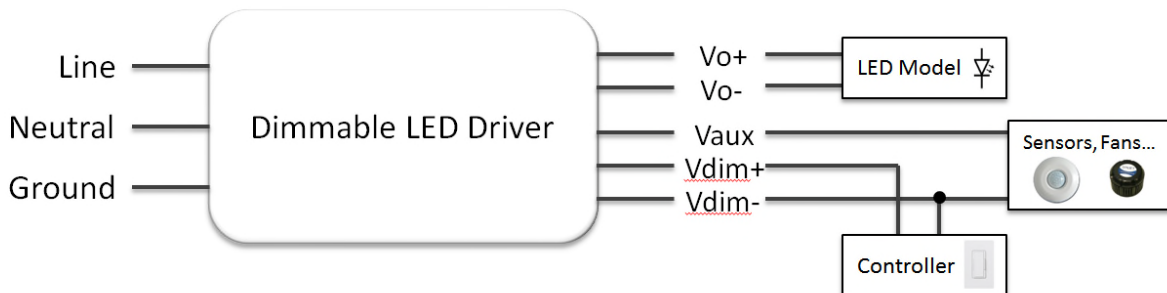 Line
Neutral
Ground
Dimmable LED Driver
Vo+
Vo-
Vaux
Vdim+
Vdim-
LED Model
Sensors, Fans...
Controller